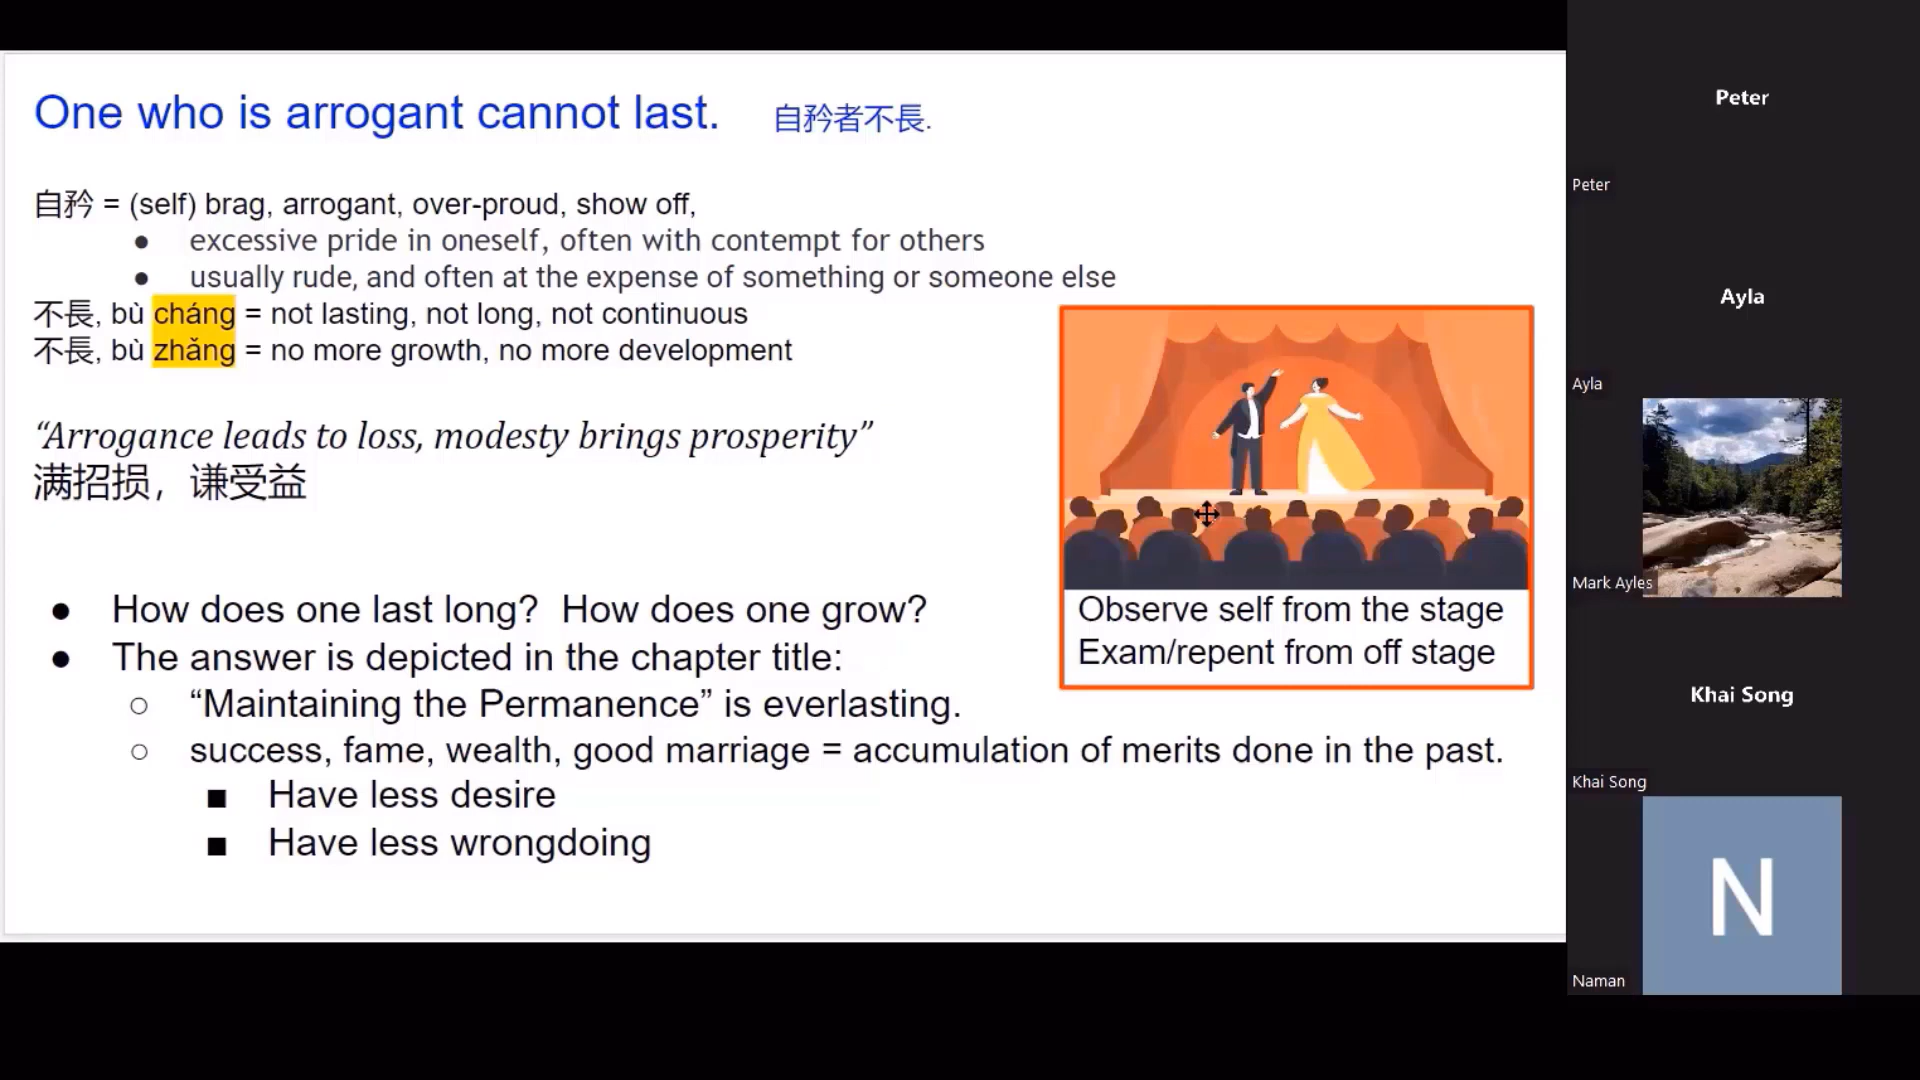 One who is arrogant cannot last. 自矜者不長.
自矜 = (self) brag, arrogant, over-proud, show off,
● excessive pride in oneself, often with contempt for others
● usually rude, and often at the expense of something or someone else
不長, bù cháng = not lasting, not long, not continuous
不長, bù zhǎng = no more growth, no more development
“Arrogance leads to loss, modesty brings prosperity”
满招损，谦受益
● How does one last long? How does one grow?
● The answer is depicted in the chapter title:
○ “Maintaining the Permanence” is everlasting.
○ success, fame, wealth, good marriage = accumulation of merits done in the past.
■ Have less desire
■ Have less wrongdoing
Observe self from the stage
Exam/repent from off stage
Peter
Peter
Ayla
Ayla
Mark Ayles
Khai Song
Khai Song
N
Naman